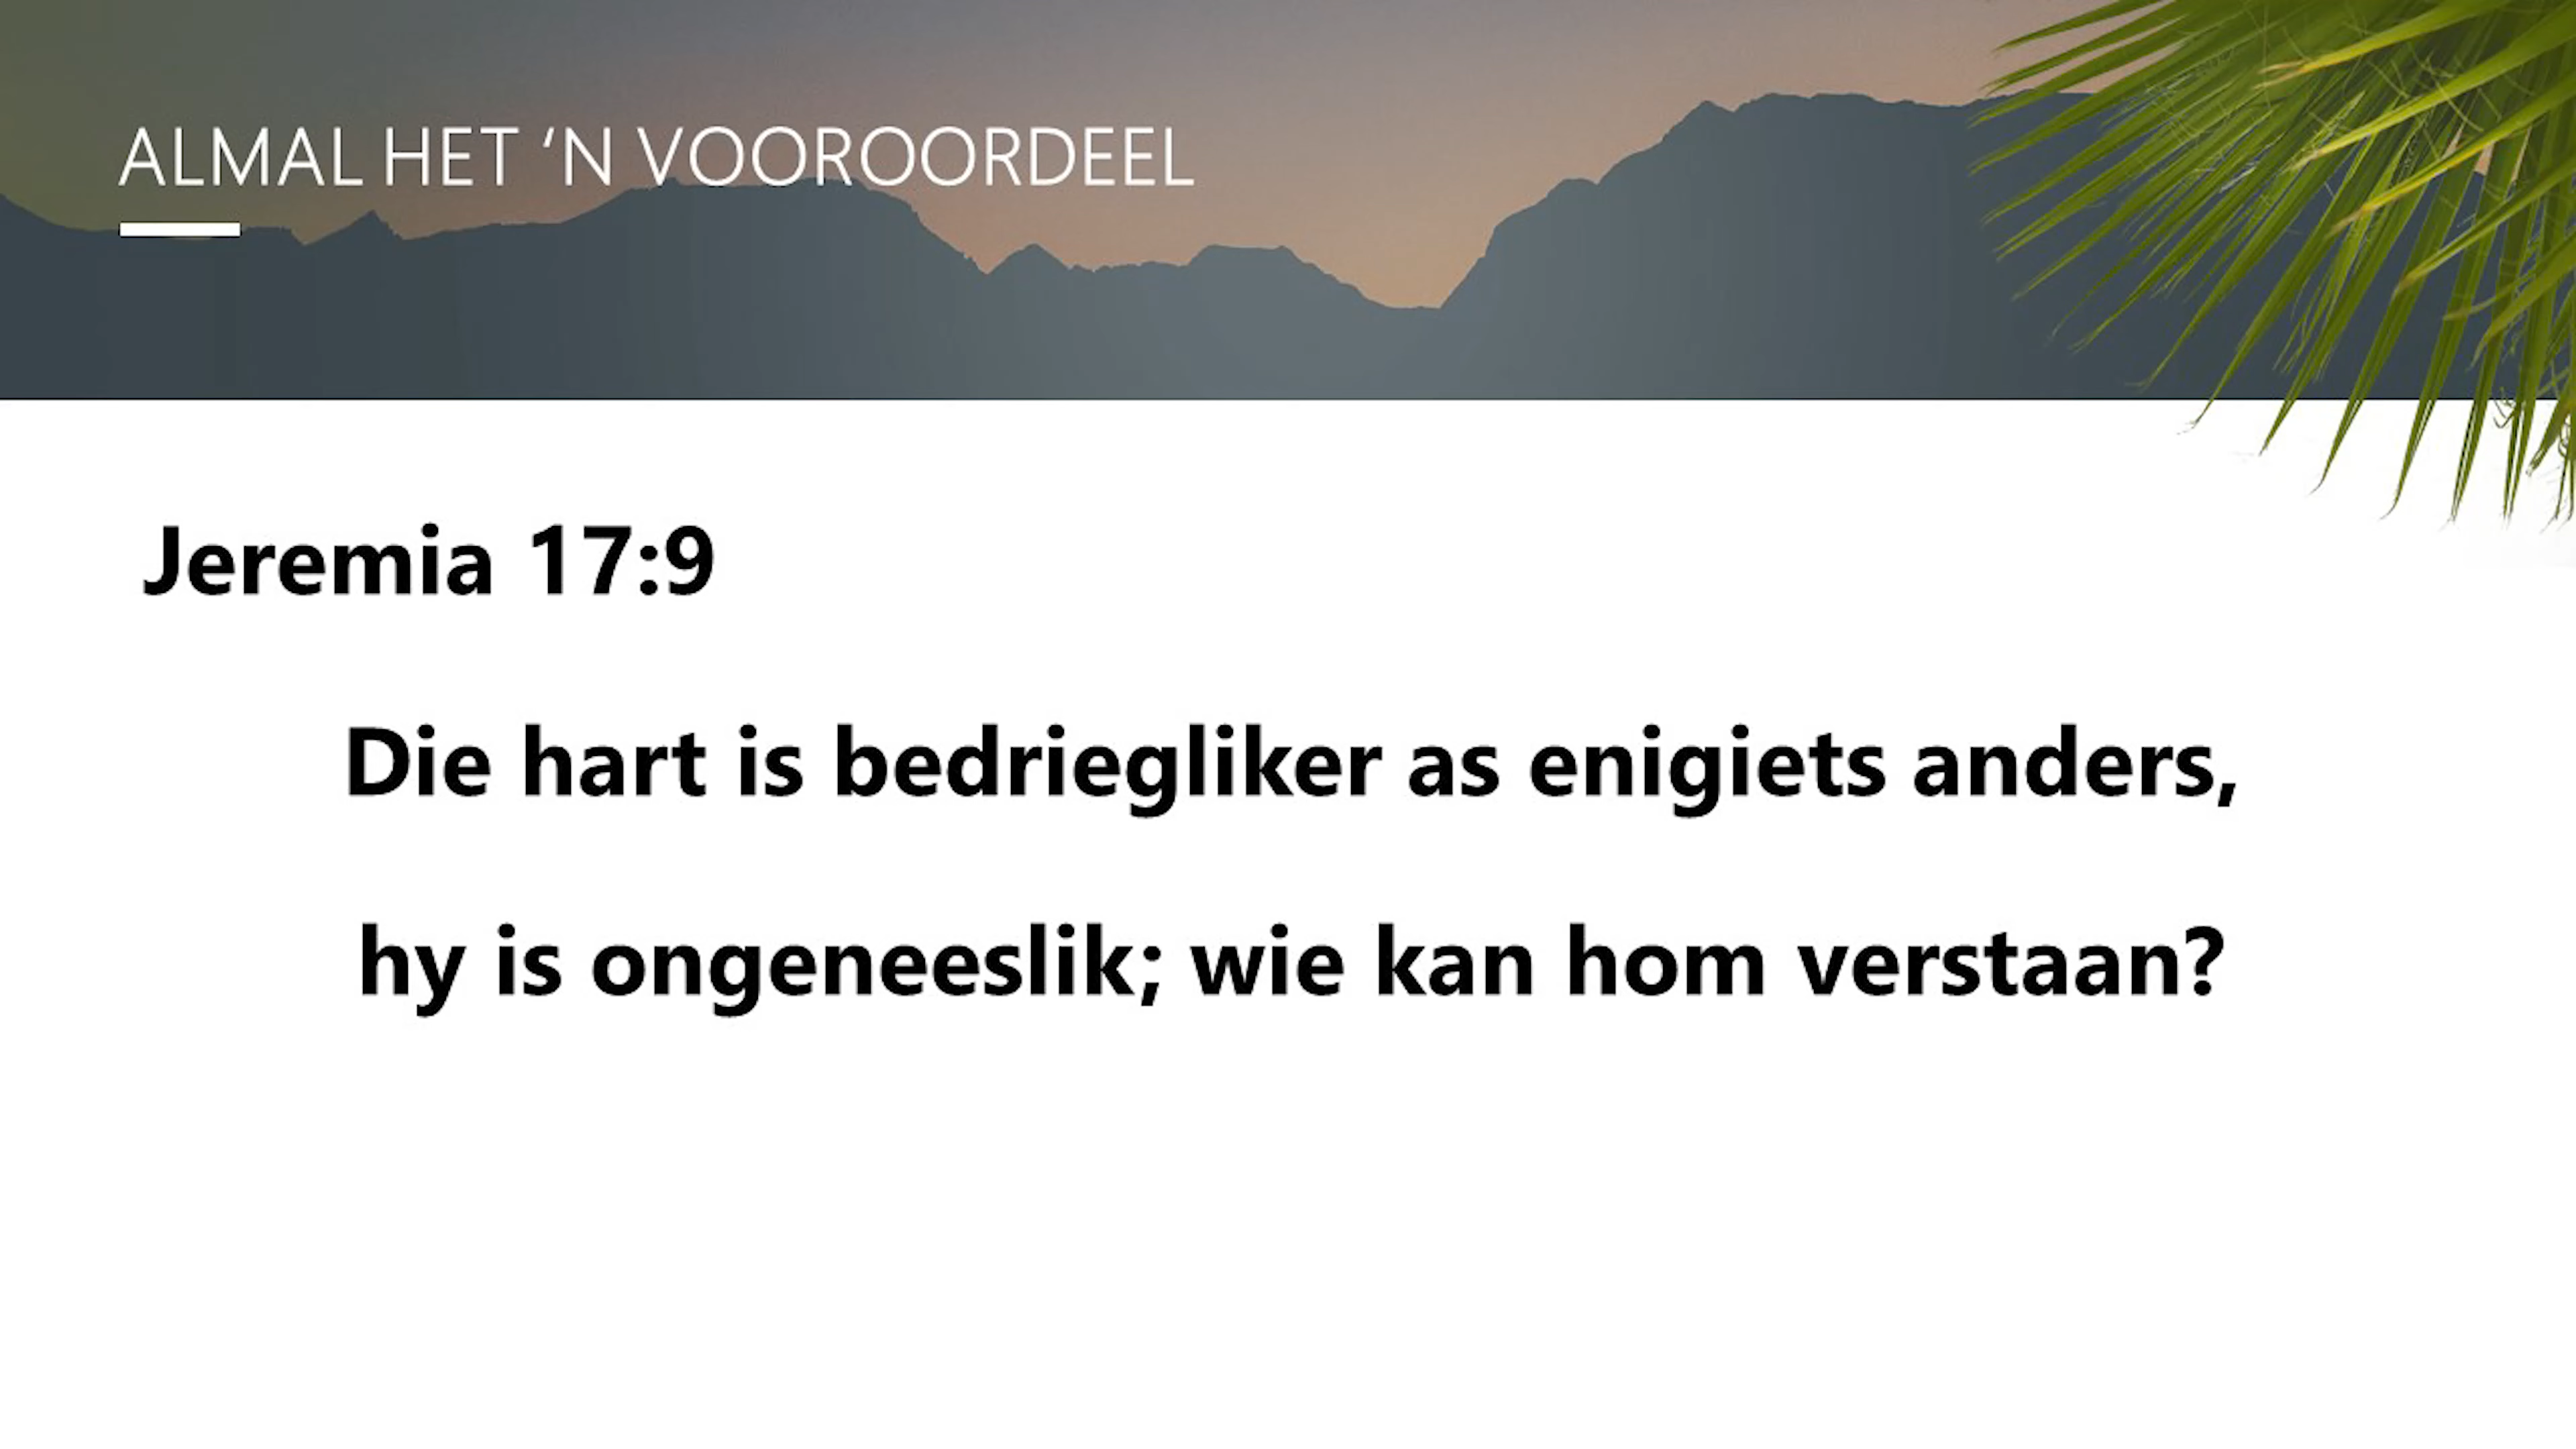 ALMAL HET ‘N VOOROORDEEL
Jeremia 17:9
Die hart is bedriegliker as enigiets anders,
hy is ongeneeslik; wie kan hom verstaan?